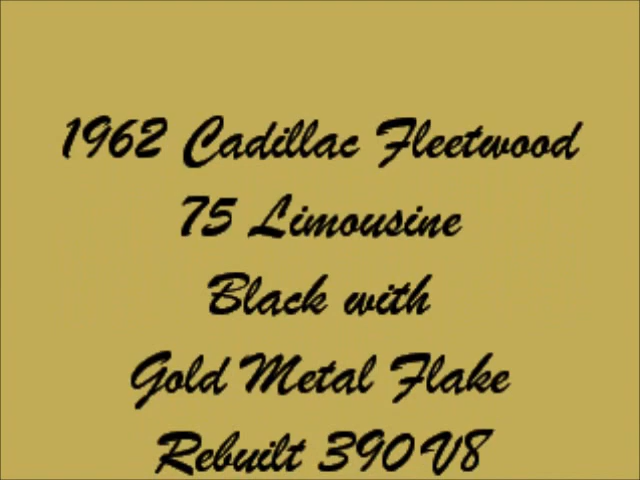 1962 Cadillac Fleetwood
75 Limousine
Black with
Gold Metal Flake
Rebuilt 390 V8